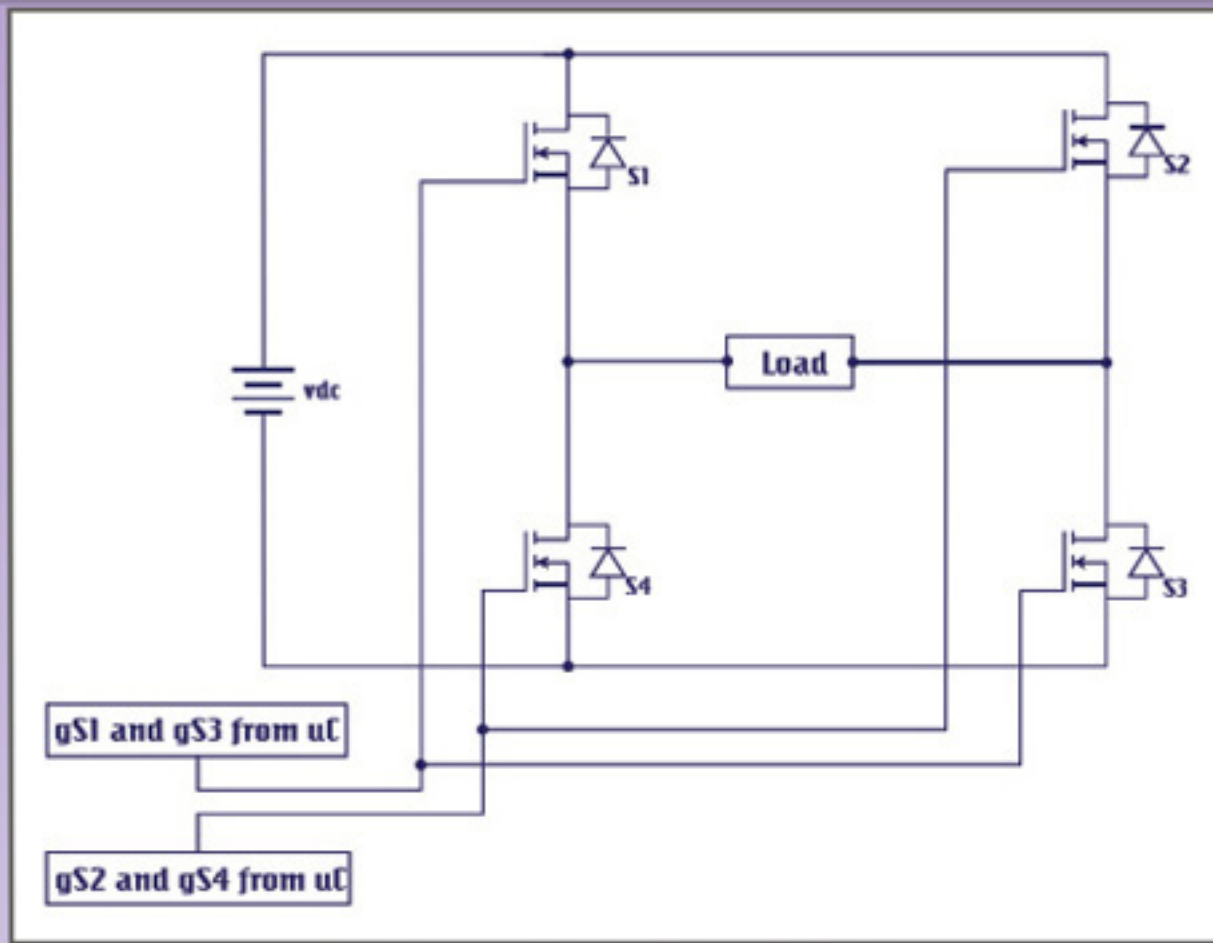 S1
S2
vdc
Load
S4
S3
gS1 and gS3 from uC
gS2 and gS4 from uC